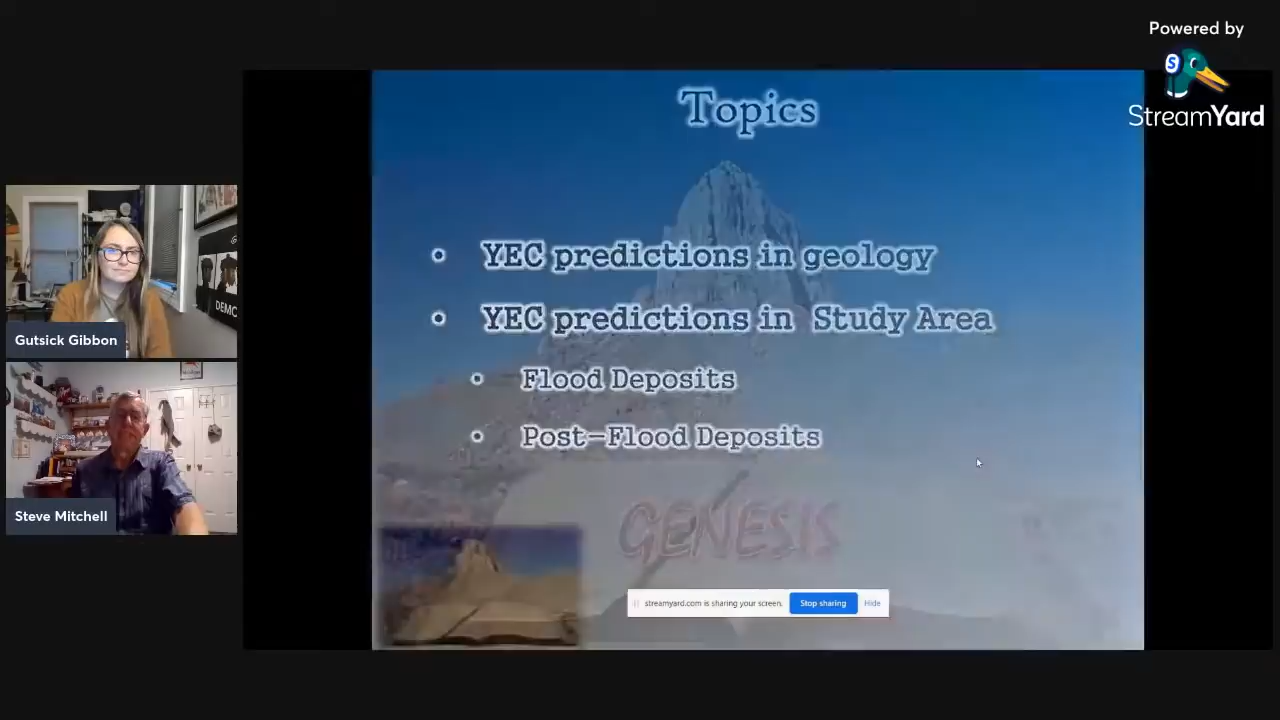 Powered by
StreamYard
Topics
• YEC predictions in geology
• YEC predictions in Study Area
• Flood Deposits
• Post-Flood Deposits
GENESIS
streamyard.com is sharing your screen.
Stop sharing
Hide
DEMO
Gutsick Gibbon
Steve Mitchell